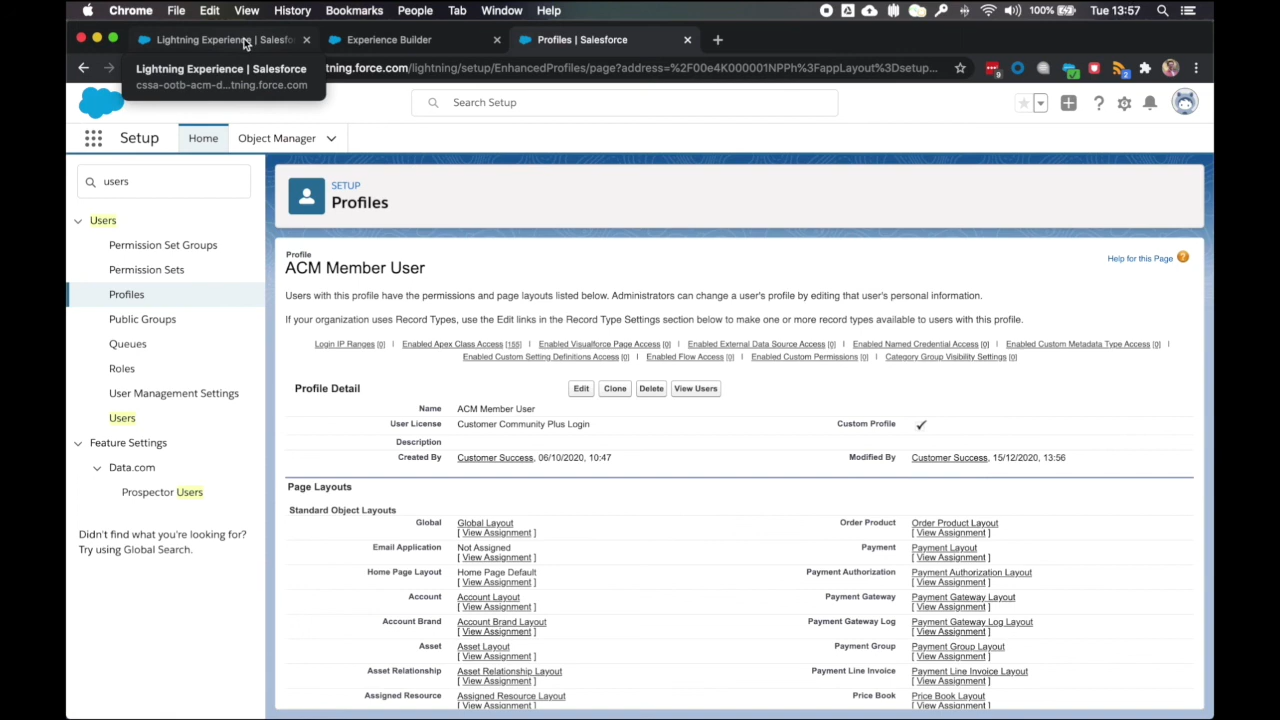 Chrome File Edit View History Bookmarks People Tab Window Help 100% Tue 13:57
Lightning Experience | Salesfo Experience Builder Profiles | Salesforce
Lightning Experience | Salesforce
cssa-ootb-acm-d...tning.force.com
tning.force.com/lightning/setup/EnhancedProfiles/page?address=%2F00e4K000001NPPh%3FappLayout%3Dsetup...
9
2
Search Setup
Setup Home Object Manager
users
Users
Permission Set Groups
Permission Sets
Profiles
Public Groups
Queues
Roles
User Management Settings
Users
Feature Settings
Data.com
Prospector Users
Didn't find what you're looking for?
Try using Global Search.
SETUP
Profiles
Profile
ACM Member User
Help for this Page ?
Users with this profile have the permissions and page layouts listed below. Administrators can change a user's profile by editing that user's personal information.
If your organization uses Record Types, use the Edit links in the Record Type Settings section below to make one or more record types available to users with this profile.
Login IP Ranges [0] | Enabled Apex Class Access [155] | Enabled Visualforce Page Access [0] | Enabled External Data Source Access [0] | Enabled Named Credential Access [0] | Enabled Custom Metadata Type Access [0] |
Enabled Custom Setting Definitions Access [0] | Enabled Flow Access [0] | Enabled Custom Permissions [0] | Category Group Visibility Settings [0]
Profile Detail Edit Clone Delete View Users
Name ACM Member User
User License Customer Community Plus Login Custom Profile ✓
Description
Created By Customer Success, 06/10/2020, 10:47 Modified By Customer Success, 15/12/2020, 13:56
Page Layouts
Standard Object Layouts
Global Global Layout Order Product Order Product Layout
[ View Assignment ] [ View Assignment ]
Email Application Not Assigned Payment Payment Layout
[ View Assignment ] [ View Assignment ]
Home Page Layout Home Page Default Payment Authorization Payment Authorization Layout
[ View Assignment ] [ View Assignment ]
Account Account Layout Payment Gateway Payment Gateway Layout
[ View Assignment ] [ View Assignment ]
Account Brand Account Brand Layout Payment Gateway Log Payment Gateway Log Layout
[ View Assignment ] [ View Assignment ]
Asset Asset Layout Payment Group Payment Group Layout
[ View Assignment ] [ View Assignment ]
Asset Relationship Asset Relationship Layout Payment Line Invoice Payment Line Invoice Layout
[ View Assignment ] [ View Assignment ]
Assigned Resource Assigned Resource Layout Price Book Price Book Layout
[ View Assignment ] [ View Assignment ]